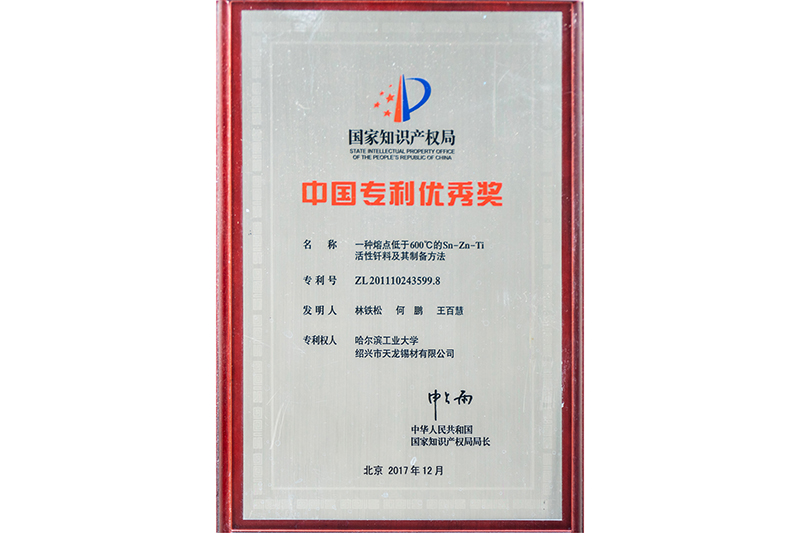 国家知识产权局
STATE INTELLECTUAL PROPERTY OFFICE
OF THE PEOPLE'S REPUBLIC OF CHINA
中国专利优秀奖
名 称 一种熔点低于600℃的Sn-Zn-Ti
活性钎料及其制备方法
专利号 ZL 201110243599.8
发明人 林铁松 何 鹏 王百慧
专利权人 哈尔滨工业大学
绍兴市天龙锡材有限公司
申长雨
中华人民共和国
国家知识产权局局长
北京 2017年12月